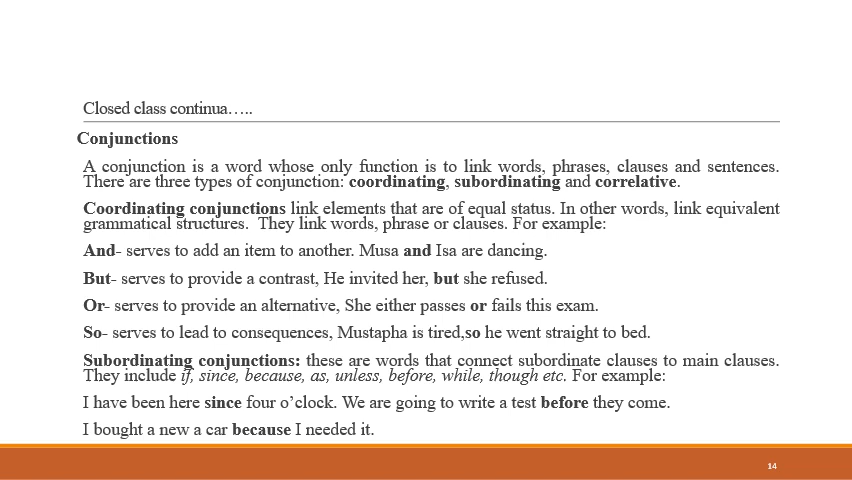 Closed class continua…..
Conjunctions
A conjunction is a word whose only function is to link words, phrases, clauses and sentences.
There are three types of conjunction: coordinating, subordinating and correlative.
Coordinating conjunctions link elements that are of equal status. In other words, link equivalent
grammatical structures.  They link words, phrase or clauses. For example:
And- serves to add an item to another. Musa and Isa are dancing.
But- serves to provide a contrast, He invited her, but she refused.
Or- serves to provide an alternative, She either passes or fails this exam.
So- serves to lead to consequences, Mustapha is tired,so he went straight to bed.
Subordinating conjunctions: these are words that connect subordinate clauses to main clauses.
They include if, since, because, as, unless, before, while, though etc. For example:
I have been here since four o’clock. We are going to write a test before they come.
I bought a new a car because I needed it.
14